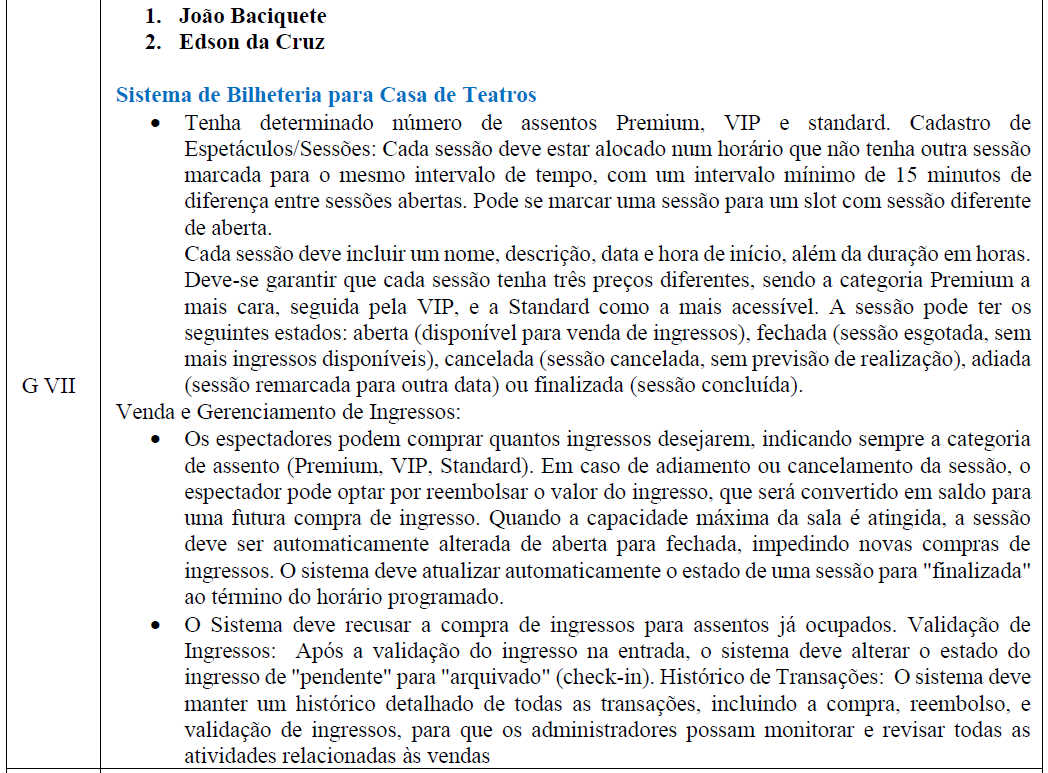 1. João Baciquete
2. Edson da Cruz
Sistema de Bilheteria para Casa de Teatros
• Tenha determinado número de assentos Premium, VIP e standard. Cadastro de
Espetáculos/Sessões: Cada sessão deve estar alocado num horário que não tenha outra sessão
marcada para o mesmo intervalo de tempo, com um intervalo mínimo de 15 minutos de
diferença entre sessões abertas. Pode se marcar uma sessão para um slot com sessão diferente
de aberta.
Cada sessão deve incluir um nome, descrição, data e hora de início, além da duração em horas.
Deve-se garantir que cada sessão tenha três preços diferentes, sendo a categoria Premium a
mais cara, seguida pela VIP, e a Standard como a mais acessível. A sessão pode ter os
seguintes estados: aberta (disponível para venda de ingressos), fechada (sessão esgotada, sem
mais ingressos disponíveis), cancelada (sessão cancelada, sem previsão de realização), adiada
(sessão remarcada para outra data) ou finalizada (sessão concluída).
G VII
Venda e Gerenciamento de Ingressos:
• Os espectadores podem comprar quantos ingressos desejarem, indicando sempre a categoria
de assento (Premium, VIP, Standard). Em caso de adiamento ou cancelamento da sessão, o
espectador pode optar por reembolsar o valor do ingresso, que será convertido em saldo para
uma futura compra de ingresso. Quando a capacidade máxima da sala é atingida, a sessão
deve ser automaticamente alterada de aberta para fechada, impedindo novas compras de
ingressos. O sistema deve atualizar automaticamente o estado de uma sessão para "finalizada"
ao término do horário programado.
• O Sistema deve recusar a compra de ingressos para assentos já ocupados. Validação de
Ingressos: Após a validação do ingresso na entrada, o sistema deve alterar o estado do
ingresso de "pendente" para "arquivado" (check-in). Histórico de Transações: O sistema deve
manter um histórico detalhado de todas as transações, incluindo a compra, reembolso, e
validação de ingressos, para que os administradores possam monitorar e revisar todas as
atividades relacionadas às vendas